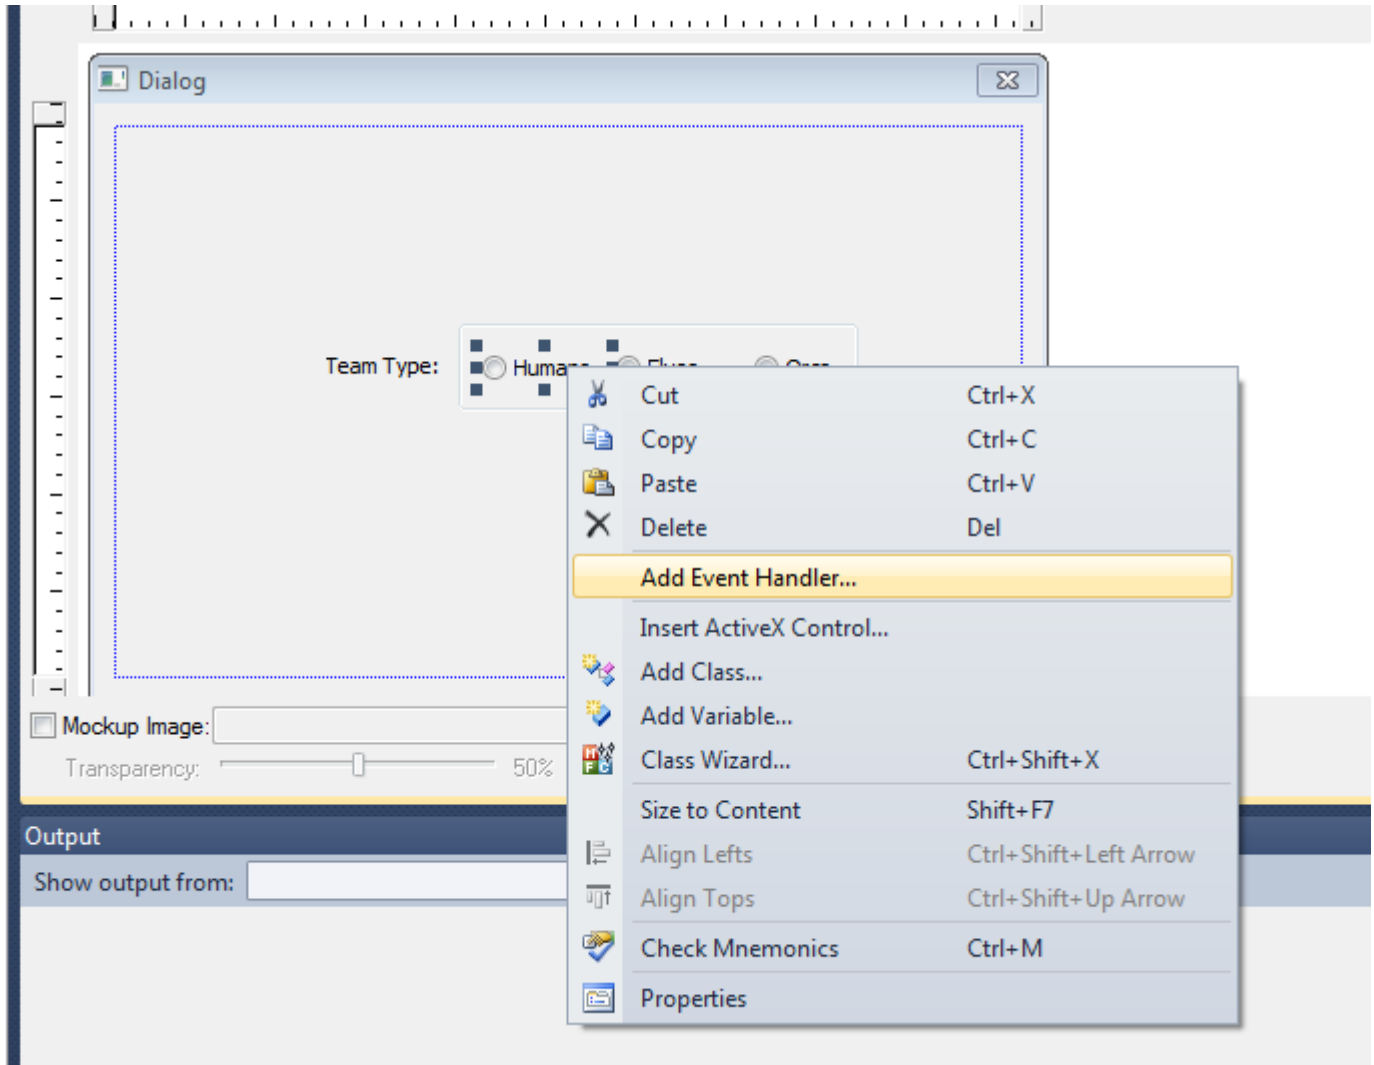 Dialog
Team Type: Humans
Cut Ctrl+X
Copy Ctrl+C
Paste Ctrl+V
Delete Del
Add Event Handler...
Insert ActiveX Control...
Add Class...
Add Variable...
Class Wizard... Ctrl+Shift+X
Size to Content Shift+F7
Align Lefts Ctrl+Shift+Left Arrow
Align Tops Ctrl+Shift+Up Arrow
Check Mnemonics Ctrl+M
Properties
Mockup Image:
Transparency: 50%
Output
Show output from: